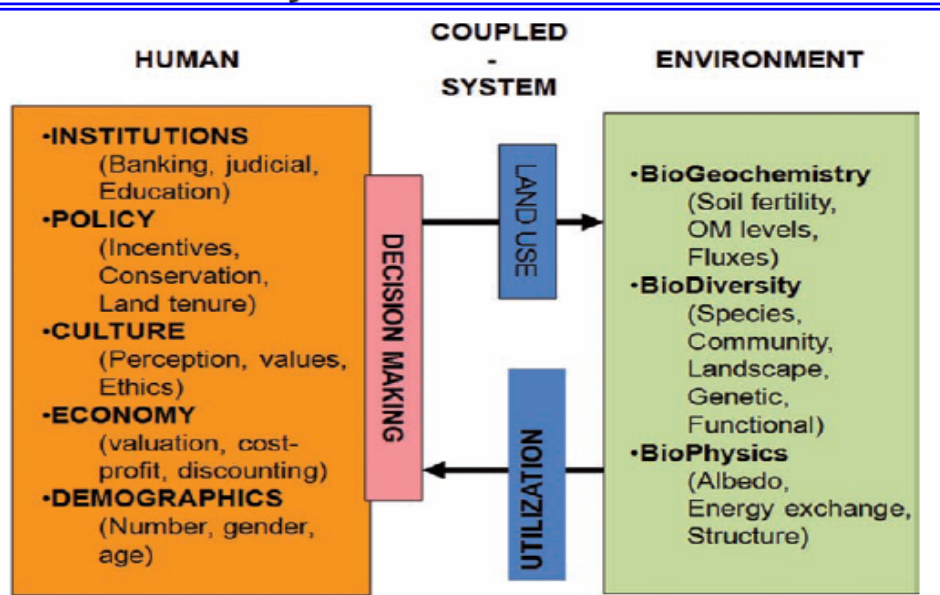 HUMAN
COUPLED
-
SYSTEM
ENVIRONMENT
•INSTITUTIONS
(Banking, judicial,
Education)
•POLICY
(Incentives,
Conservation,
Land tenure)
•CULTURE
(Perception, values,
Ethics)
•ECONOMY
(valuation, cost-
profit, discounting)
•DEMOGRAPHICS
(Number, gender,
age)
DECISION MAKING
LAND USE
UTILIZATION
•BioGeochemistry
(Soil fertility,
OM levels,
Fluxes)
•BioDiversity
(Species,
Community,
Landscape,
Genetic,
Functional)
•BioPhysics
(Albedo,
Energy exchange,
Structure)